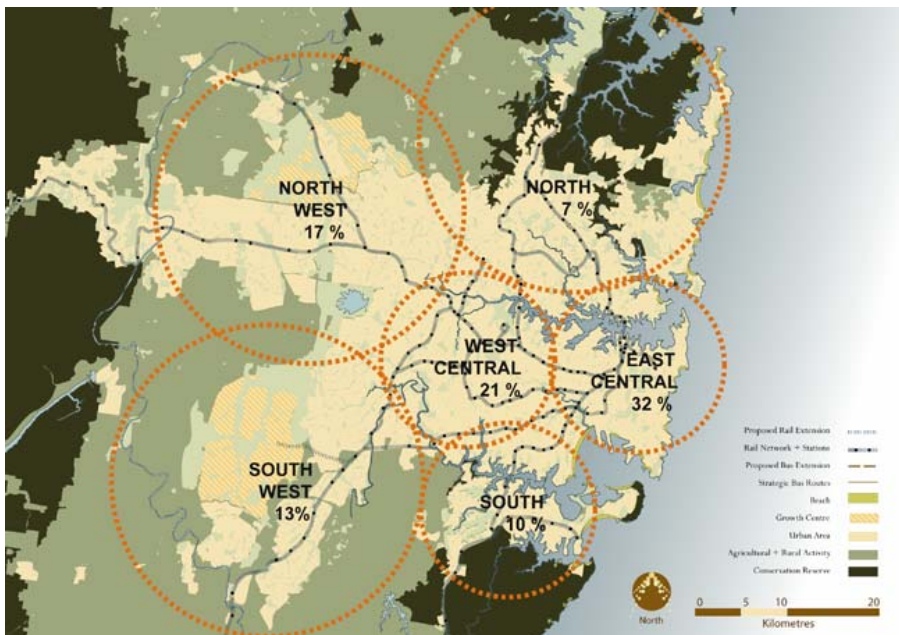 NORTH
WEST
17 %
NORTH
7 %
WEST
CENTRAL
21 %
EAST
CENTRAL
32 %
SOUTH
WEST
13%
SOUTH
10 %
Proposed Rail Extension
Rail Network + Stations
Proposed Bus Extension
Strategic Bus Routes
Beach
Growth Centre
Urban Area
Agricultural + Rural Activity
Conservation Reserve
North
0 5 10 20
Kilometres